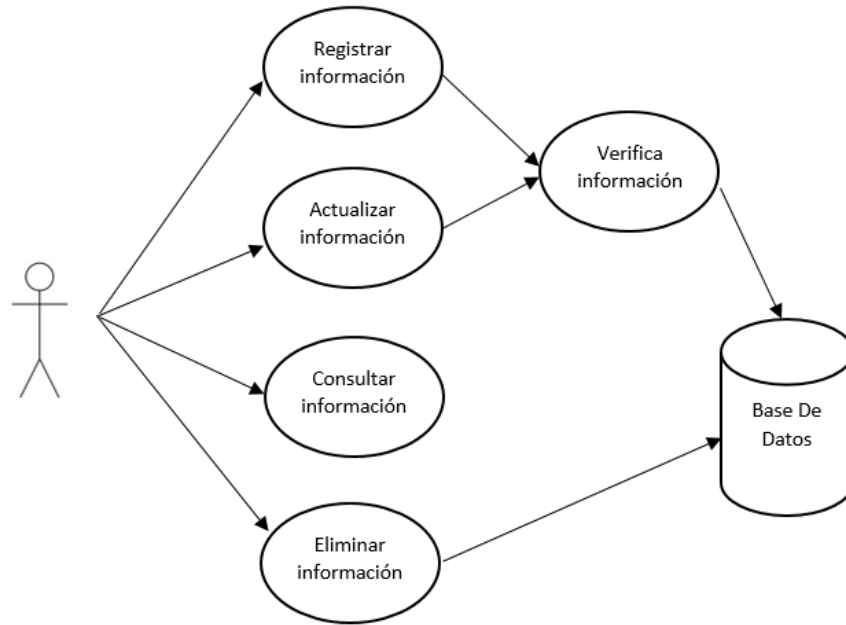 Registrar
información
Verifica
información
Actualizar
información
Consultar
información
Base De
Datos
Eliminar
información